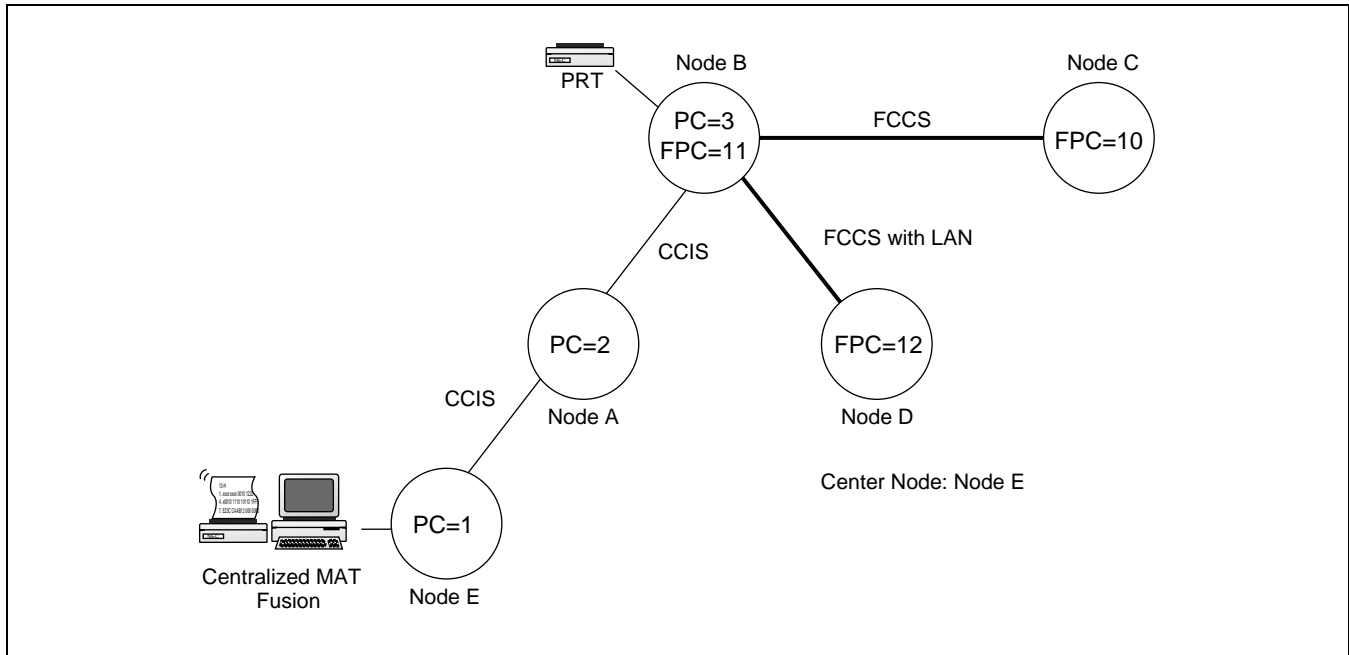 Node B
Node C
PRT
PC=3
FPC=11
FCCS
FPC=10
FCCS with LAN
CCIS
PC=2
FPC=12
CCIS
Node A
Node D
Center Node: Node E
PC=1
Centralized MAT
Fusion
Node E